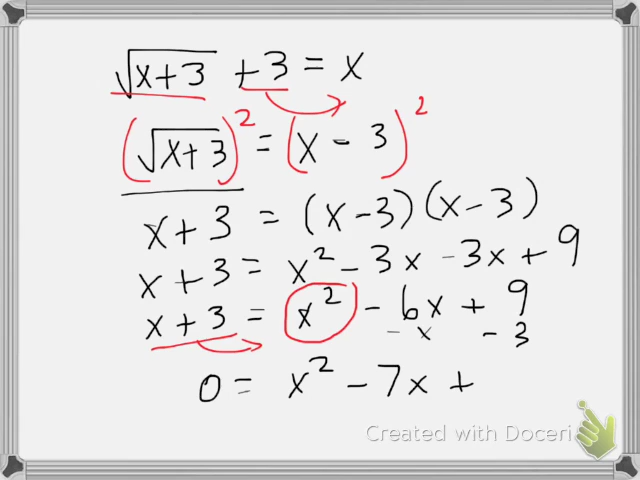 √(x+3) + 3 = x
(√(x+3))² = (x - 3)²
x + 3 = (x - 3)(x - 3)
x + 3 = x² - 3x - 3x + 9
x + 3 = x² - 6x + 9
- x - 3
0 = x² - 7x +
Created with Doceri